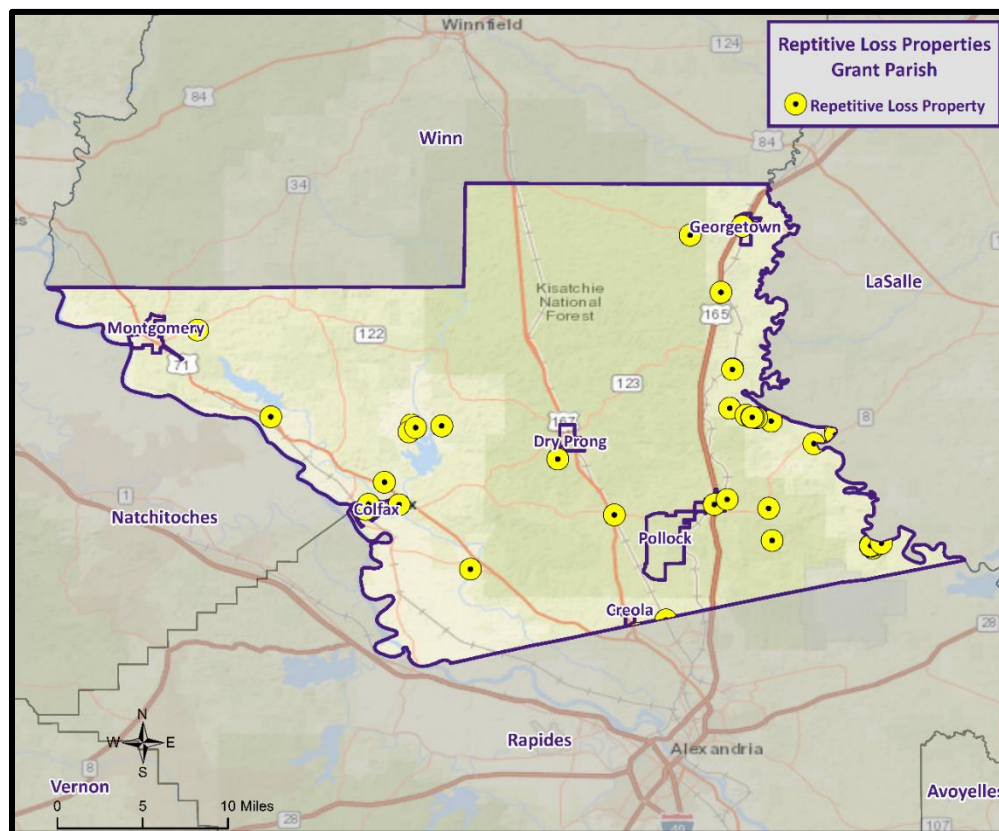 Winnfield
124
Reptitive Loss Properties
Grant Parish
Repetitive Loss Property
84
84
Winn
34
Georgetown
LaSalle
Kisatchie
National
Forest
165
Montgomery
122
71
123
167
8
Dry Prong
1
Colfax
Natchitoches
Pollock
Creola
28
N
W E
S
Rapides
Alexandria
8
Vernon
Avoyelles
0 5 10 Miles
28
49
107